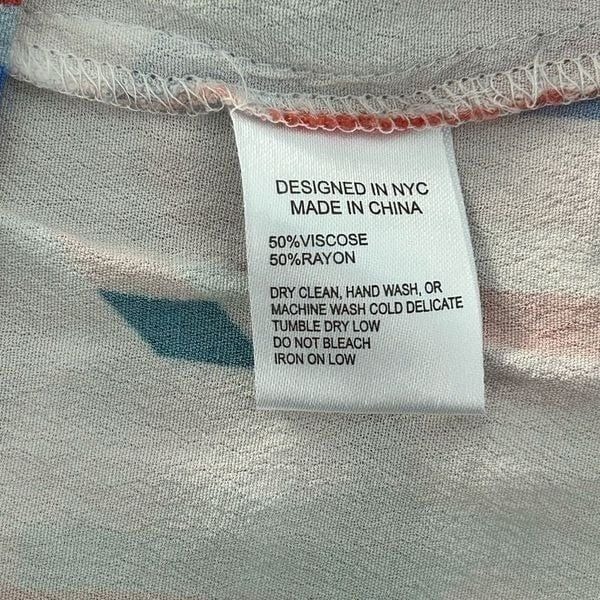 DESIGNED IN NYC
MADE IN CHINA
50%VISCOSE
50%RAYON
DRY CLEAN, HAND WASH, OR
MACHINE WASH COLD DELICATE
TUMBLE DRY LOW
DO NOT BLEACH
IRON ON LOW